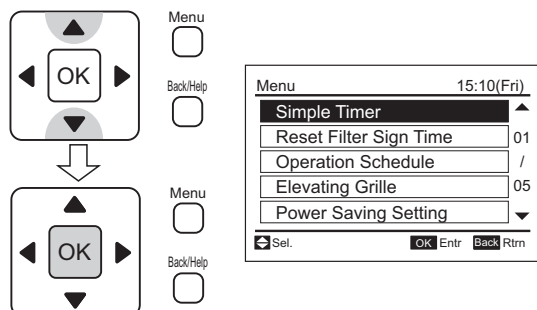 Menu
OK
Back/Help
Menu
OK
Back/Help
Menu 15:10(Fri)
Simple Timer
Reset Filter Sign Time 01
Operation Schedule /
Elevating Grille 05
Power Saving Setting
Sel. OK Entr Back Rtrn